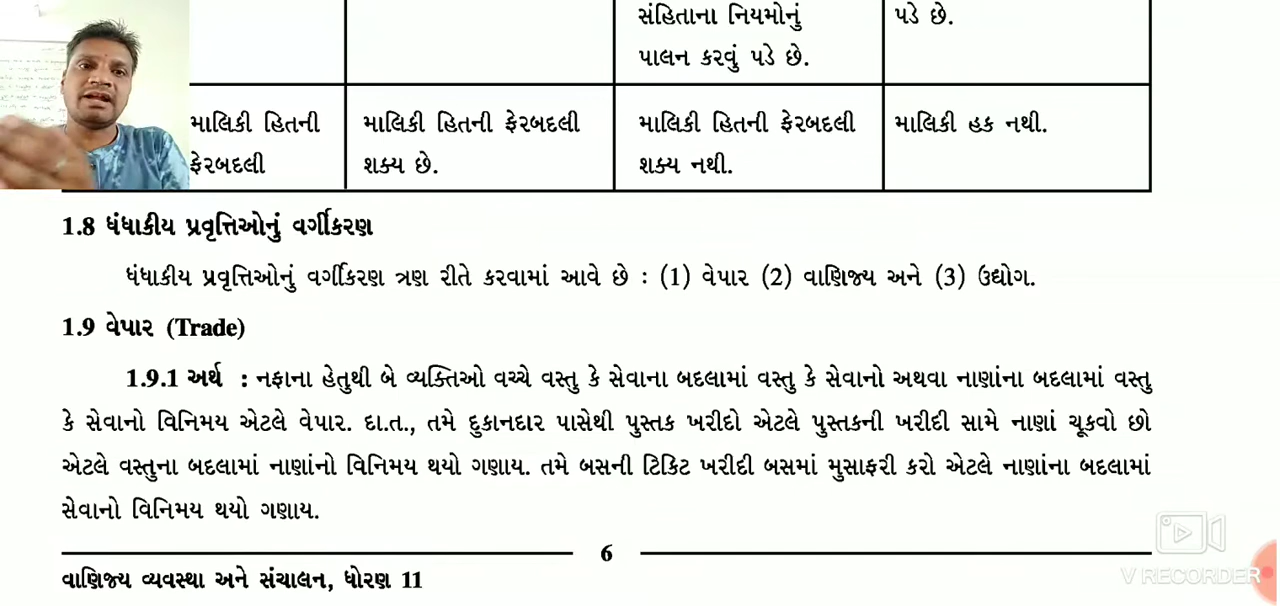 સંહિતાના નિયમોનું
પાલન કરવું પડે છે.
પડે છે.
માલિકી હિતની
ફેરબદલી
માલિકી હિતની ફેરબદલી
શક્ય છે.
માલિકી હિતની ફેરબદલી
શક્ય નથી.
માલિકી હક નથી.
1.8 ધંધાકીય પ્રવૃત્તિઓનું વર્ગીકરણ
ધંધાકીય પ્રવૃત્તિઓનું વર્ગીકરણ ત્રણ રીતે કરવામાં આવે છે : (1) વેપાર (2) વાણિજ્ય અને (3) ઉદ્યોગ.
1.9 વેપાર (Trade)
1.9.1 અર્થ : નફાના હેતુથી બે વ્યક્તિઓ વચ્ચે વસ્તુ કે સેવાના બદલામાં વસ્તુ કે સેવાનો અથવા નાણાંના બદલામાં વસ્તુ
કે સેવાનો વિનિમય એટલે વેપાર. દા.ત., તમે દુકાનદાર પાસેથી પુસ્તક ખરીદો એટલે પુસ્તકની ખરીદી સામે નાણાં ચૂકવો છો
એટલે વસ્તુના બદલામાં નાણાંનો વિનિમય થયો ગણાય. તમે બસની ટિકિટ ખરીદી બસમાં મુસાફરી કરો એટલે નાણાંના બદલામાં
સેવાનો વિનિમય થયો ગણાય.
6
વાણિજ્ય વ્યવસ્થા અને સંચાલન, ધોરણ 11
V RECORDER